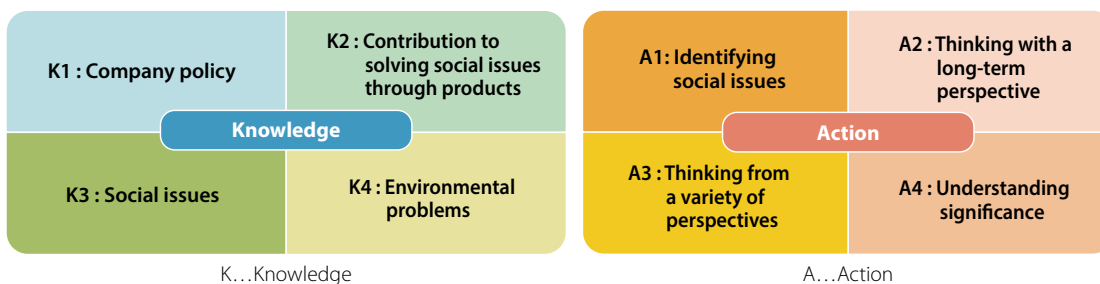 K1 : Company policy
K2 : Contribution to
solving social issues
through products
Knowledge
K3 : Social issues
K4 : Environmental
problems
K…Knowledge
A1: Identifying
social issues
A2 : Thinking with a
long-term
perspective
Action
A3 : Thinking from
a variety of
perspectives
A4 : Understanding
significance
A…Action